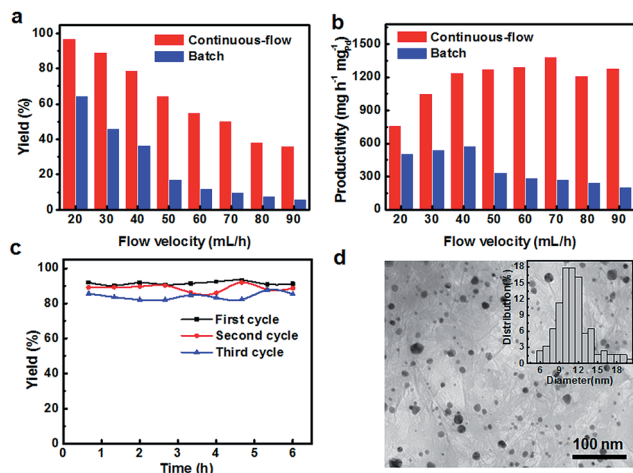 a
Continuous-flow
Batch
Yield (%)
100
80
60
40
20
0
20 30 40 50 60 70 80 90
Flow velocity (mL/h)
b
Continuous-flow
Batch
Productivity (mg h-1 mg-1Pd)
1500
1200
900
600
300
0
20 30 40 50 60 70 80 90
Flow velocity (mL/h)
c
Yield (%)
100
80
60
40
20
0
First cycle
Second cycle
Third cycle
0 1 2 3 4 5 6
Time (h)
d
Distribution(%)
18
15
12
9
6
3
0
6 9 12 15 18
Diameter(nm)
100 nm